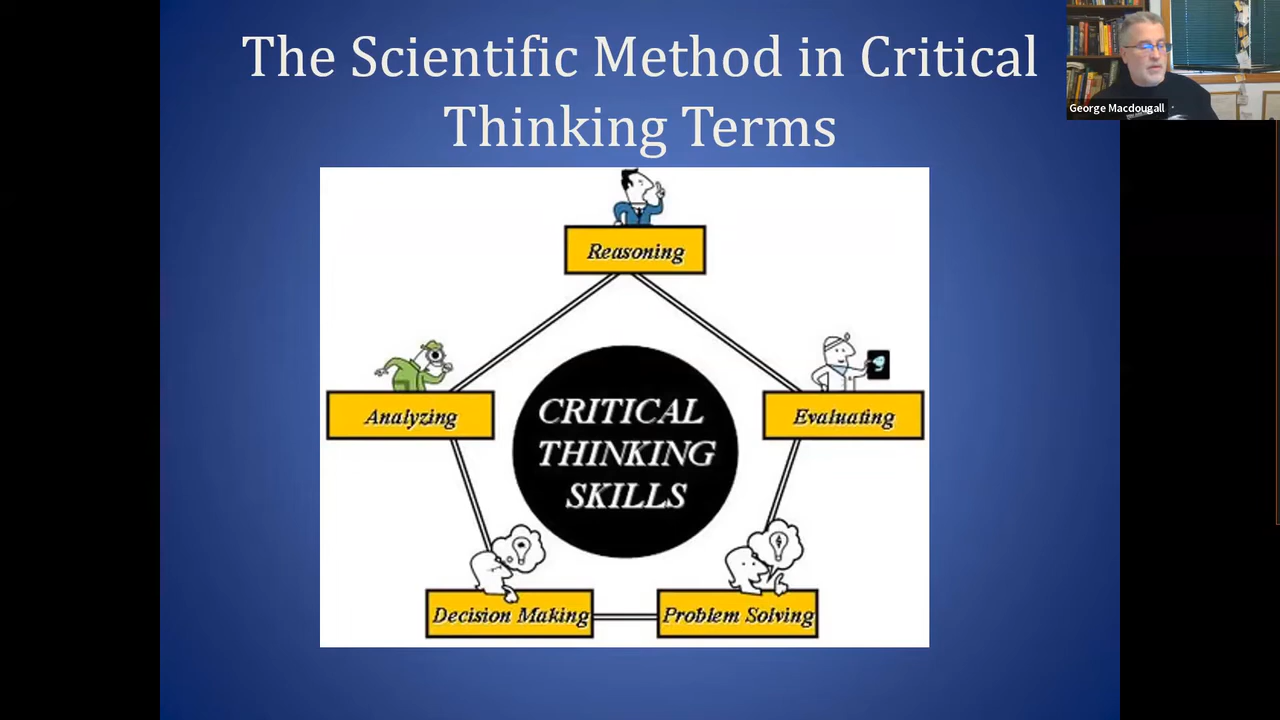 The Scientific Method in Critical
Thinking Terms
George Macdougall
Reasoning
Analyzing
Evaluating
CRITICAL
THINKING
SKILLS
Decision Making
Problem Solving